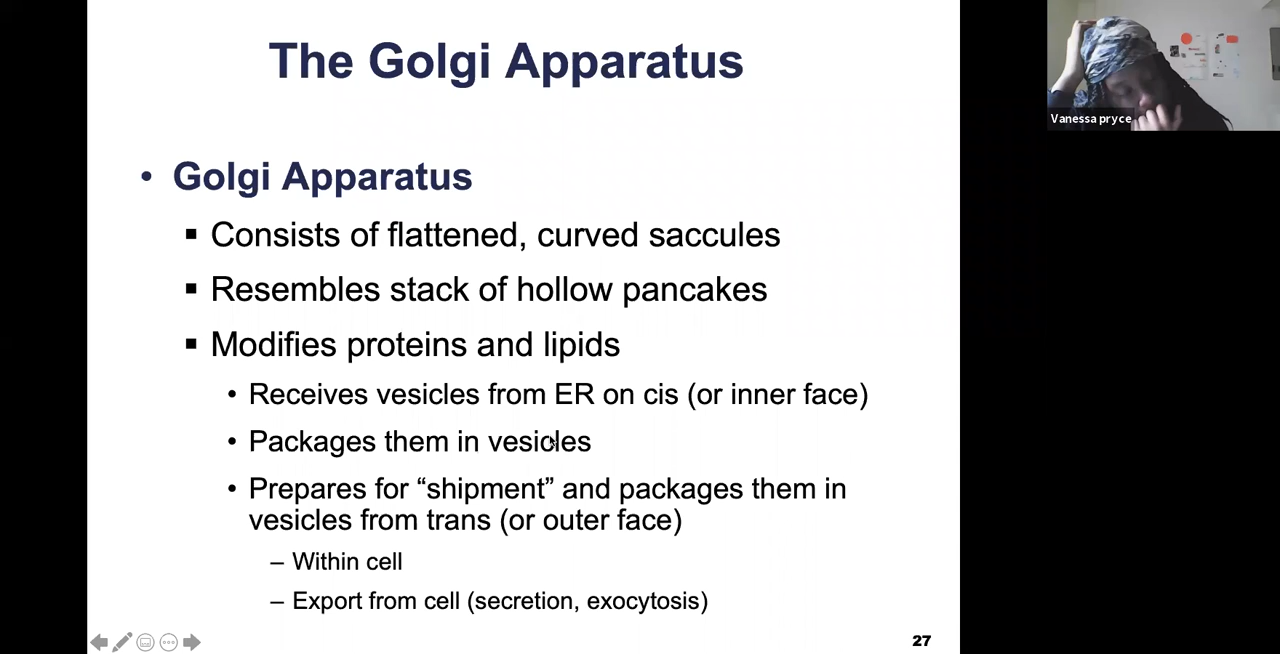 The Golgi Apparatus
• Golgi Apparatus
▪ Consists of flattened, curved saccules
▪ Resembles stack of hollow pancakes
▪ Modifies proteins and lipids
• Receives vesicles from ER on cis (or inner face)
• Packages them in vesicles
• Prepares for “shipment” and packages them in
vesicles from trans (or outer face)
– Within cell
– Export from cell (secretion, exocytosis)
27
Vanessa pryce